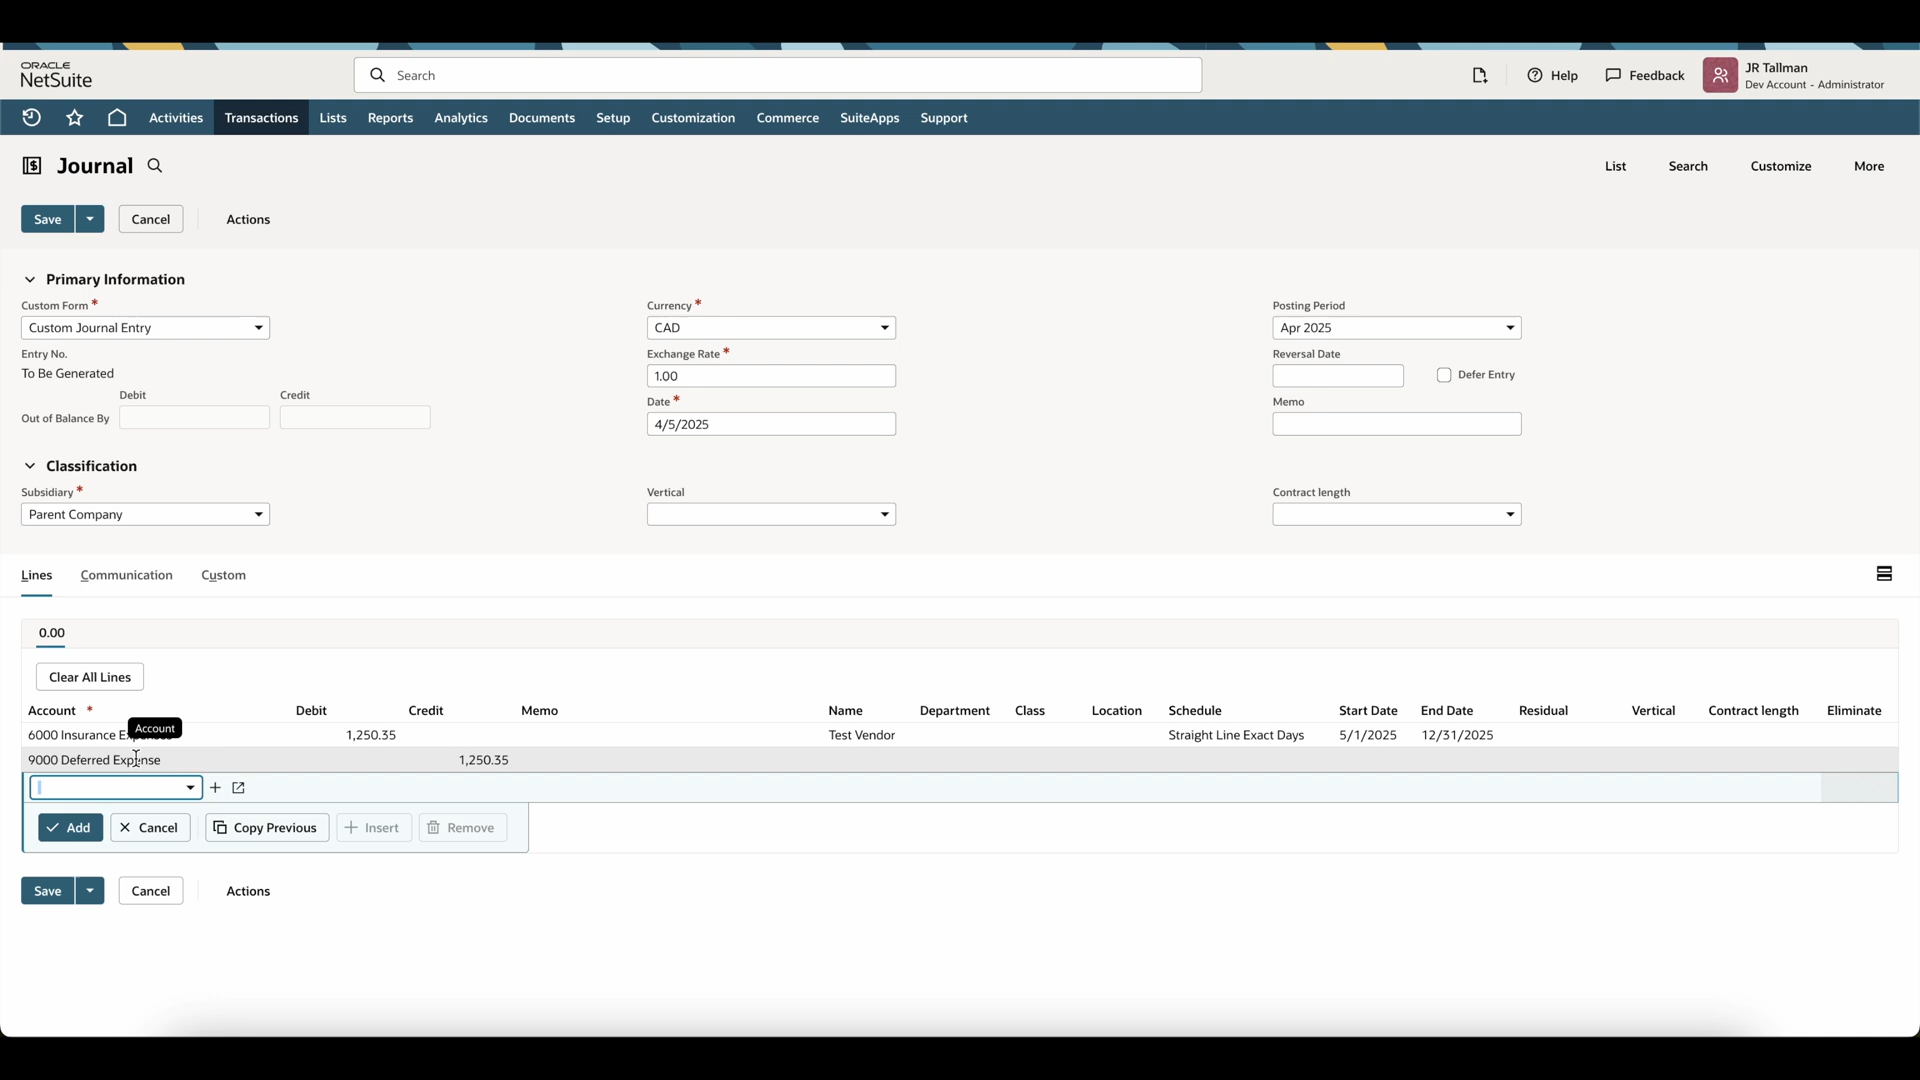 ORACLE
NetSuite
Search
Help
Feedback
JR Tallman
Dev Account - Administrator
Activities
Transactions
Lists
Reports
Analytics
Documents
Setup
Customization
Commerce
SuiteApps
Support
Journal
List
Search
Customize
More
Save
Cancel
Actions
Primary Information
Custom Form *
Currency *
Posting Period
Custom Journal Entry
CAD
Apr 2025
Entry No.
Exchange Rate *
Reversal Date
To Be Generated
1.00
Defer Entry
Debit
Credit
Date *
Memo
Out of Balance By
4/5/2025
Classification
Subsidiary *
Vertical
Contract length
Parent Company
Lines
Communication
Custom
0.00
Clear All Lines
Account * Debit Credit Memo Name Department Class Location Schedule Start Date End Date Residual Vertical Contract length Eliminate
Account
6000 Insurance 1,250.35 Test Vendor Straight Line Exact Days 5/1/2025 12/31/2025
9000 Deferred Expense 1,250.35
Add
Cancel
Copy Previous
Insert
Remove
Save
Cancel
Actions